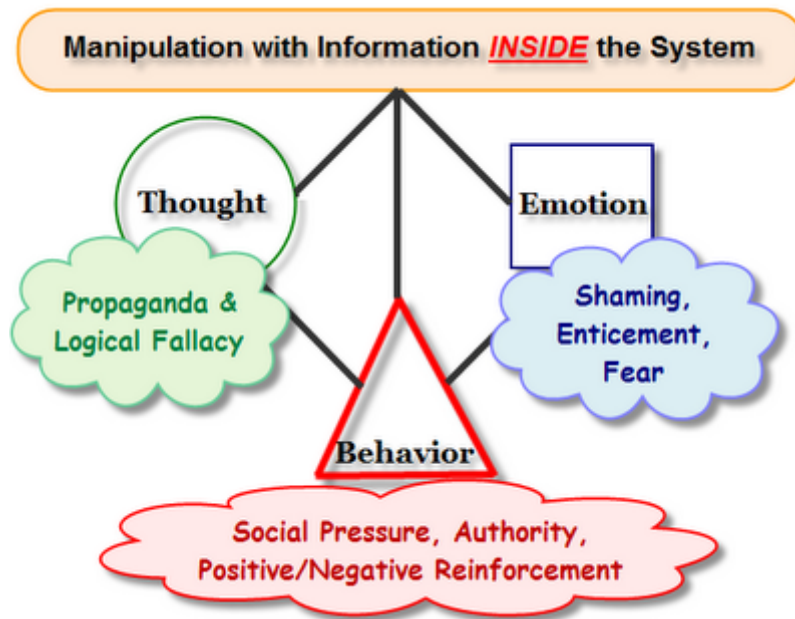 Manipulation with Information INSIDE the System
Thought
Emotion
Propaganda &
Logical Fallacy
Shaming,
Enticement,
Fear
Behavior
Social Pressure, Authority,
Positive/Negative Reinforcement